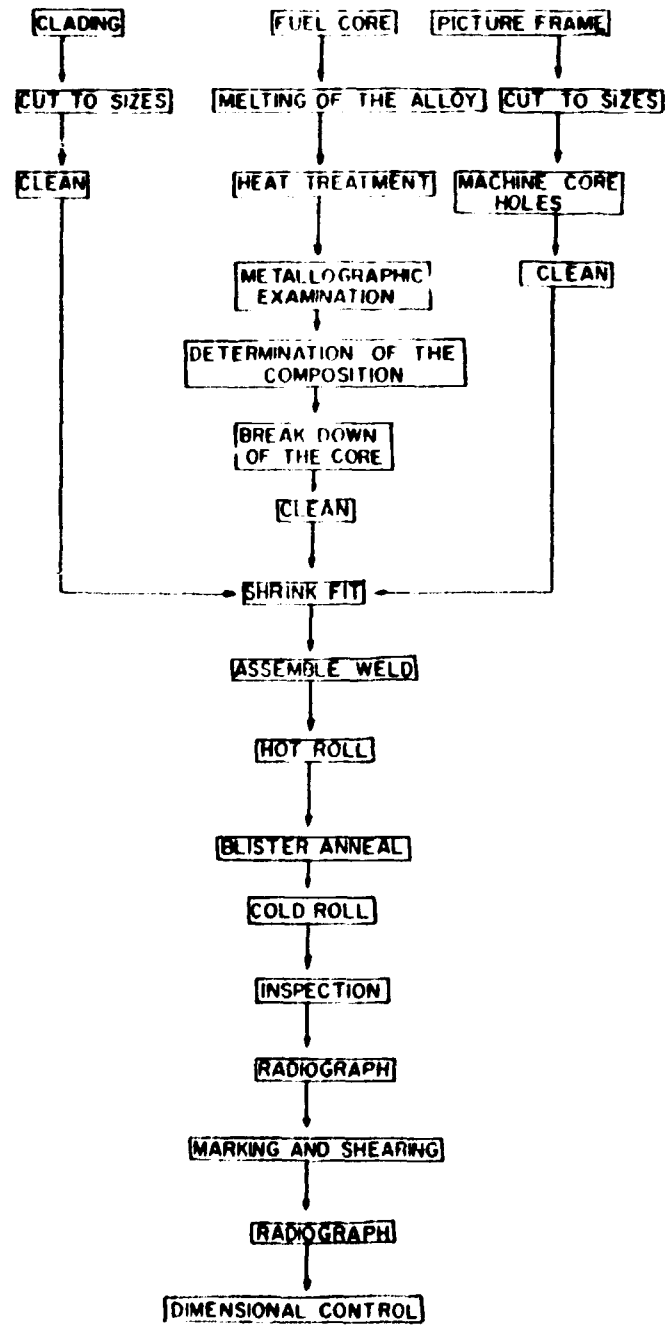 CLADING
FUEL CORE
PICTURE FRAME
CUT TO SIZES
MELTING OF THE ALLOY
CUT TO SIZES
CLEAN
HEAT TREATMENT
MACHINE CORE
HOLES
METALLOGRAPHIC
EXAMINATION
CLEAN
DETERMINATION OF THE
COMPOSITION
BREAK DOWN
OF THE CORE
CLEAN
SHRINK FIT
ASSEMBLE WELD
HOT ROLL
BLISTER ANNEAL
COLD ROLL
INSPECTION
RADIOGRAPH
MARKING AND SHEARING
RADIOGRAPH
DIMENSIONAL CONTROL